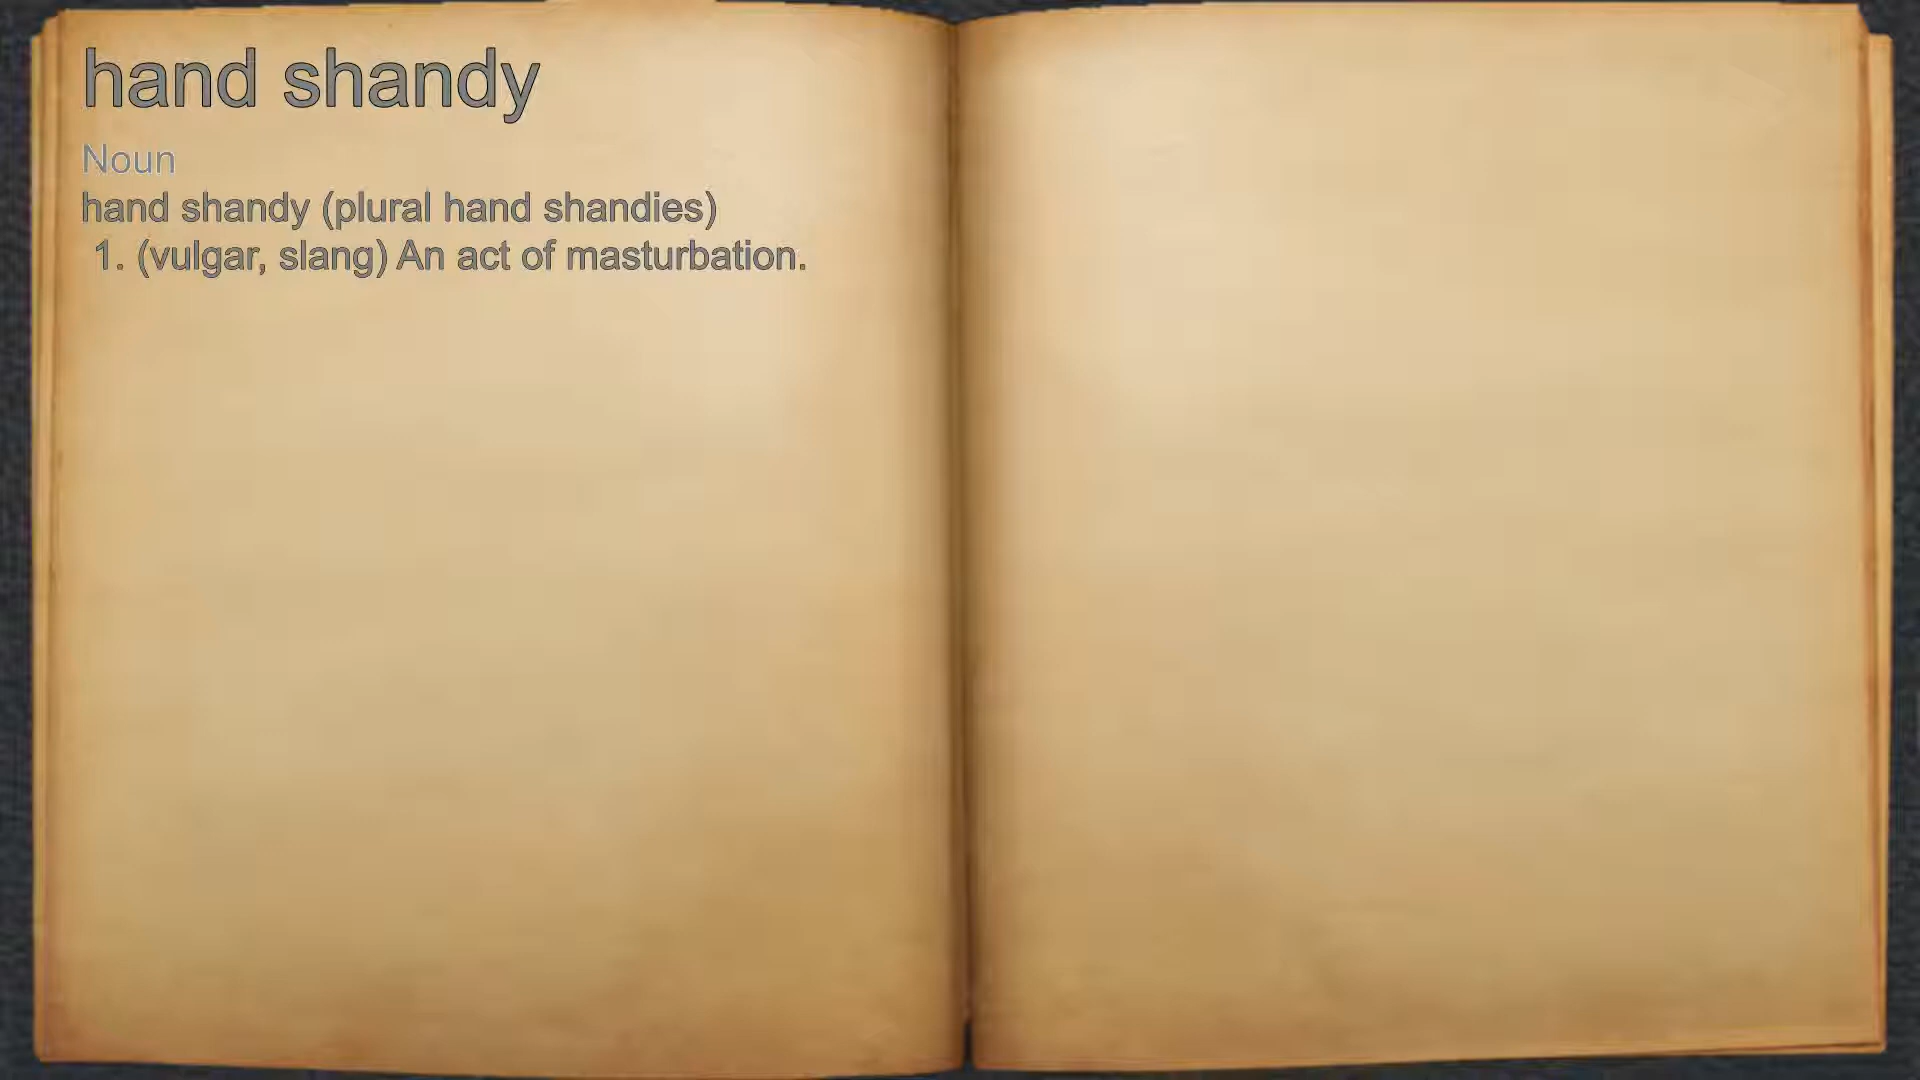 hand shandy
Noun
hand shandy (plural hand shandies)
1. (vulgar, slang) An act of masturbation.